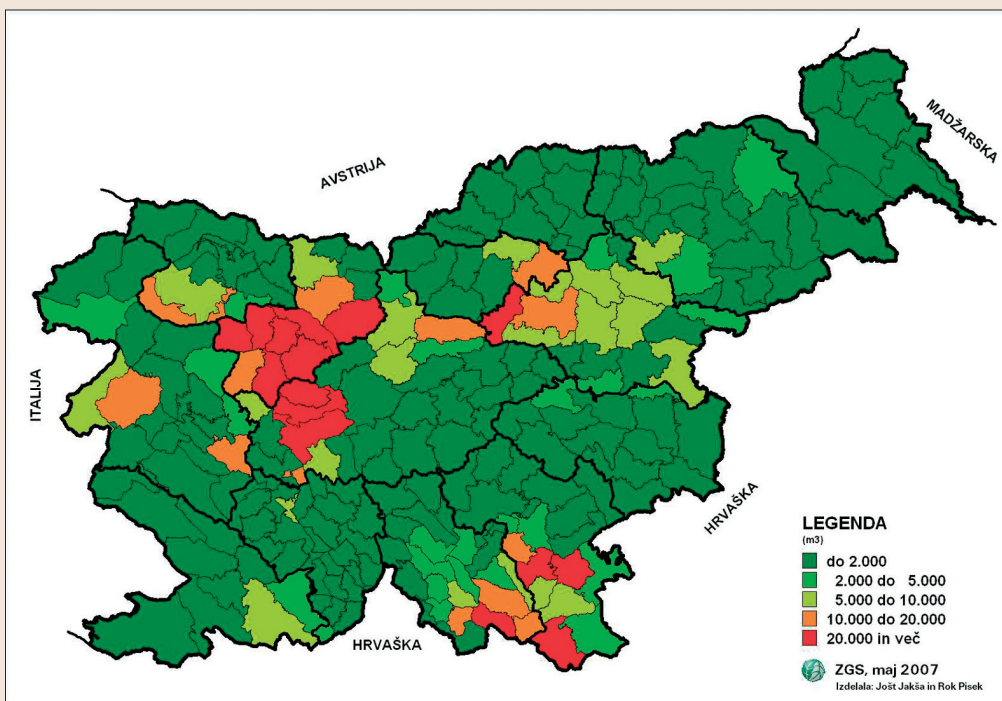 AVSTRIJA
MADŽARSKA
ITALIJA
HRVAŠKA
HRVAŠKA
LEGENDA
(m3)
do 2.000
2.000 do 5.000
5.000 do 10.000
10.000 do 20.000
20.000 in več
ZGS, maj 2007
Izdelala: Jošt Jakša in Rok Pisek